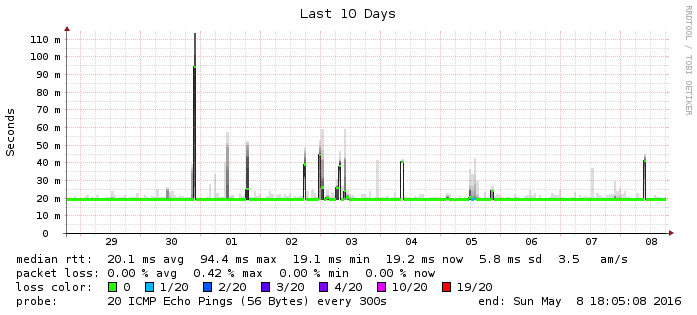 Last 10 Days
RRDTOOL / TOBI OETIKER
Seconds
110 m
100 m
90 m
80 m
70 m
60 m
50 m
40 m
30 m
20 m
10 m
0
29 30 01 02 03 04 05 06 07 08
median rtt: 20.1 ms avg 94.4 ms max 19.1 ms min 19.2 ms now 5.8 ms sd 3.5 am/s
packet loss: 0.00 % avg 0.42 % max 0.00 % min 0.00 % now
loss color: 0 1/20 2/20 3/20 4/20 10/20 19/20
probe: 20 ICMP Echo Pings (56 Bytes) every 300s end: Sun May 8 18:05:08 2016